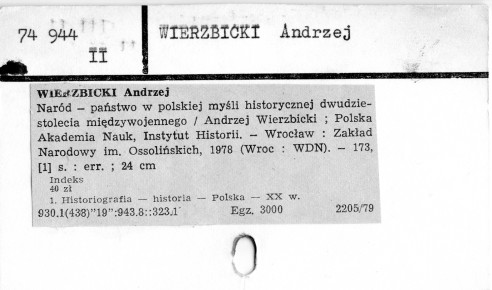 74 944
II
WIERZBICKI Andrzej
WIERZBICKI Andrzej
Naród — państwo w polskiej myśli historycznej dwudzie-
stolecia międzywojennego / Andrzej Wierzbicki ; Polska
Akademia Nauk, Instytut Historii. — Wrocław : Zakład
Narodowy im. Ossolińskich, 1978 (Wroc : WDN). — 173,
[1] s. : err. ; 24 cm
Indeks
40 zł
1. Historiografia — historia — Polska — XX w.
930.1(438)"19":943.8::323.1
Egz. 3000
2205/79